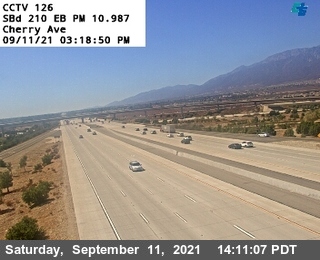 CCTV 126
SBd 210 EB PM 10.987
Cherry Ave
09/11/21 03:18:50 PM
Saturday, September 11, 2021 14:11:07 PDT